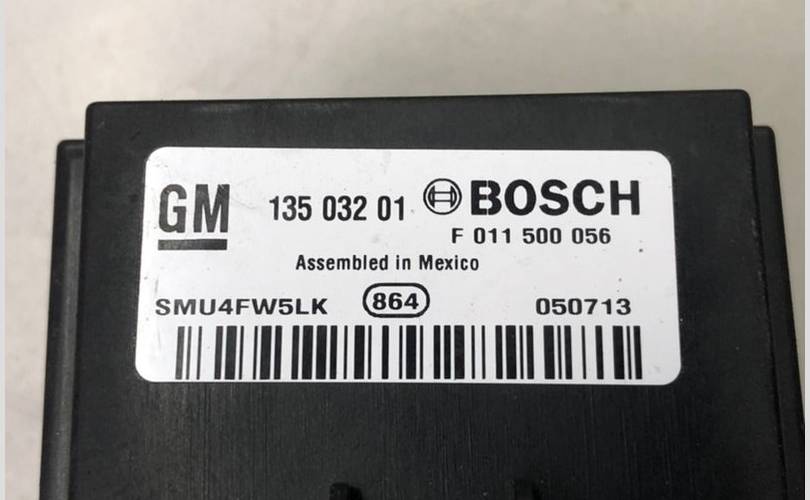 GM 135 032 01 BOSCH
F 011 500 056
Assembled in Mexico
SMU4FW5LK 864 050713